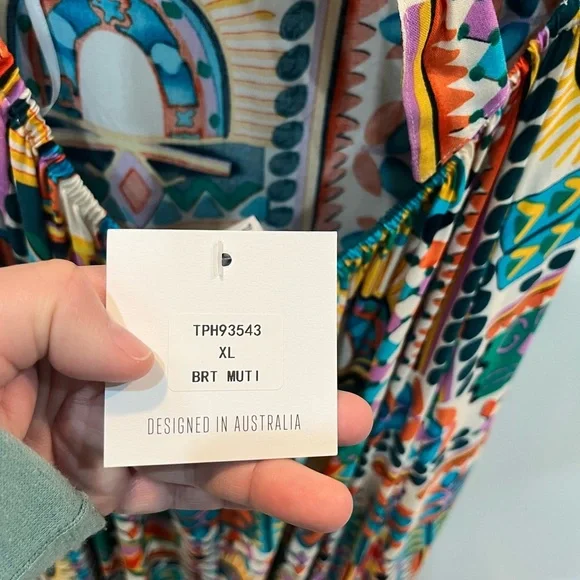 TPH93543
XL
BRT MUTI
DESIGNED IN AUSTRALIA